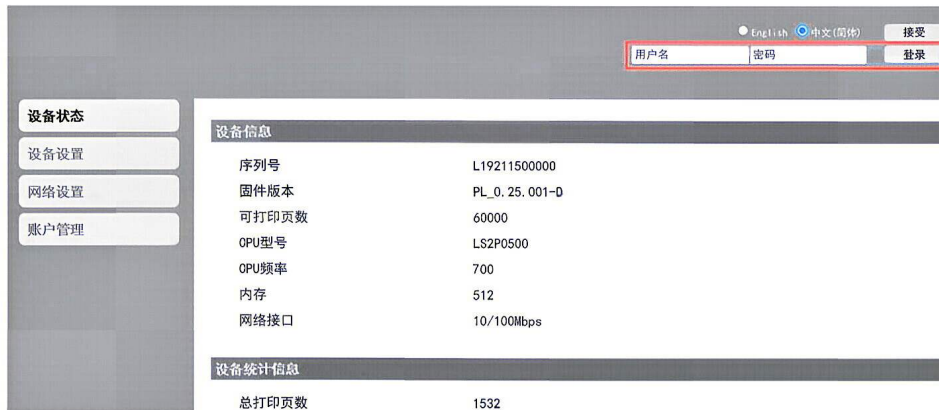 English 中文(简体) 接受
用户名 密码 登录
设备状态
设备设置
网络设置
账户管理
设备信息
序列号 L19211500000
固件版本 PL_0.25.001-D
可打印页数 60000
CPU型号 LS2P0500
CPU频率 700
内存 512
网络接口 10/100Mbps
设备统计信息
总打印页数 1532